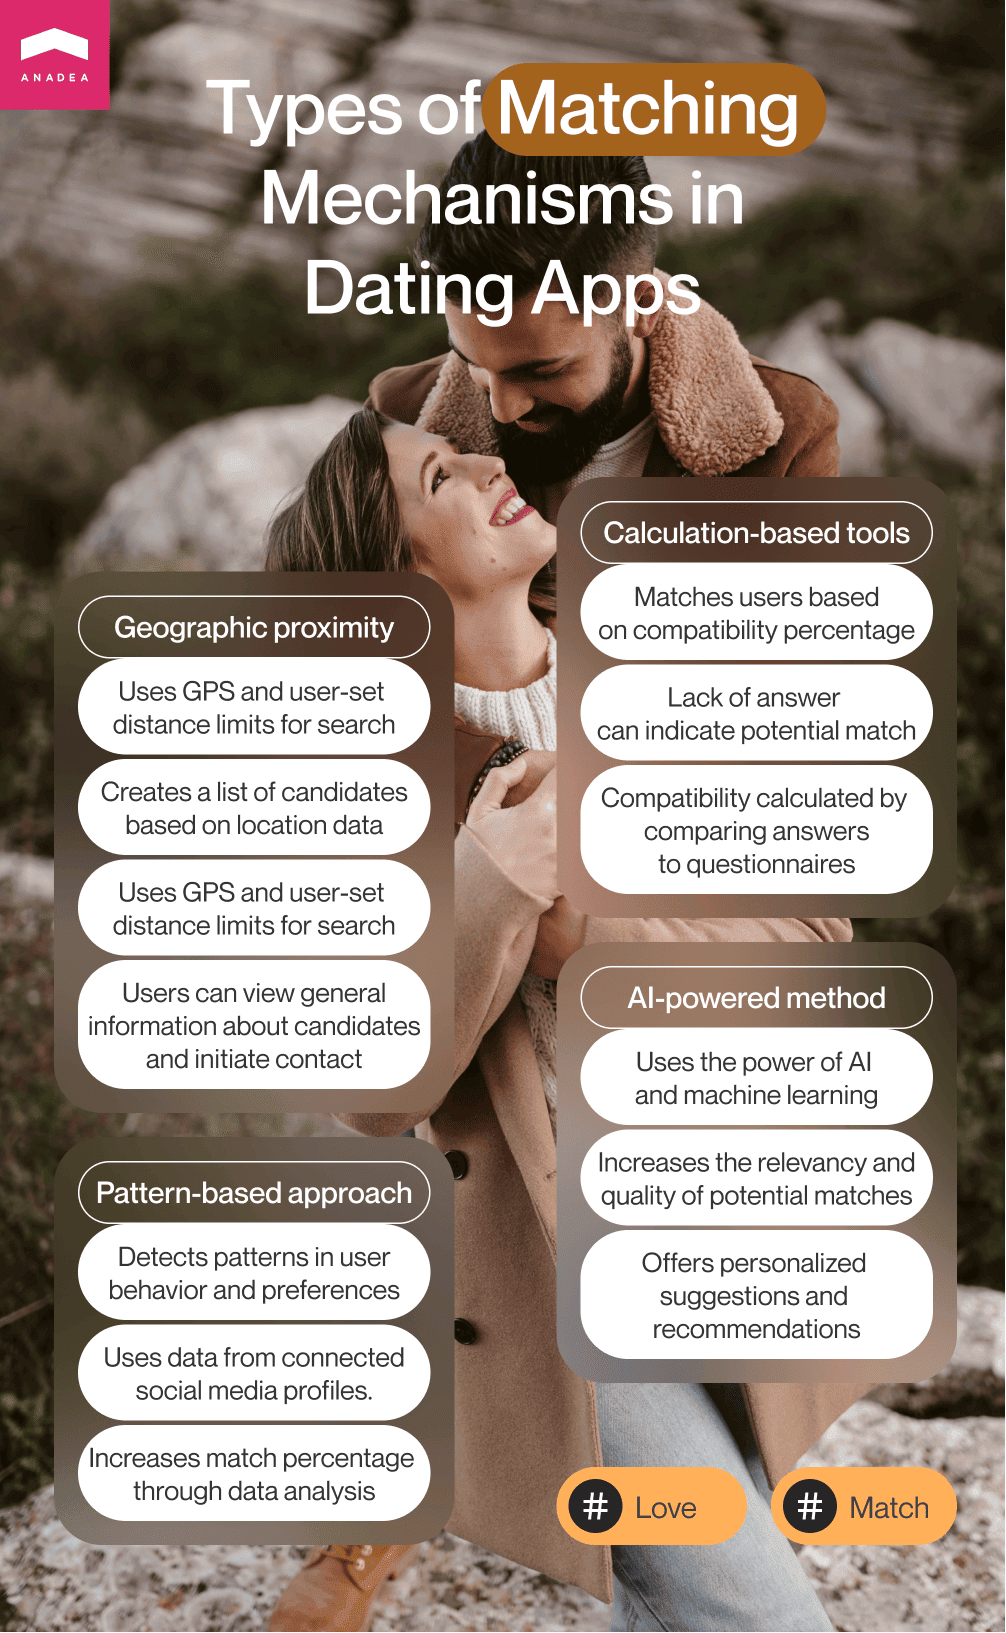 ANADEA
Types of Matching
Mechanisms in
Dating Apps
Calculation-based tools
Matches users based
on compatibility percentage
Lack of answer
can indicate potential match
Compatibility calculated by
comparing answers
to questionnaires
Geographic proximity
Uses GPS and user-set
distance limits for search
Creates a list of candidates
based on location data
Uses GPS and user-set
distance limits for search
Users can view general
information about candidates
and initiate contact
AI-powered method
Uses the power of AI
and machine learning
Increases the relevancy and
quality of potential matches
Offers personalized
suggestions and
recommendations
Pattern-based approach
Detects patterns in user
behavior and preferences
Uses data from connected
social media profiles.
Increases match percentage
through data analysis
# Love
# Match